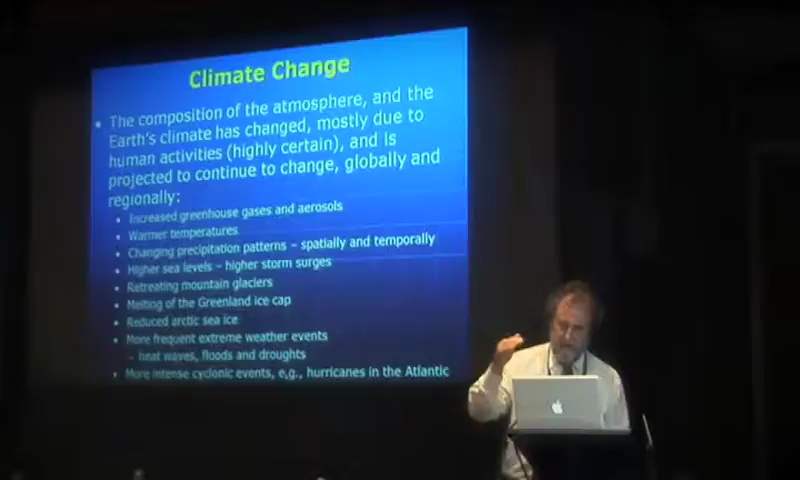 Climate Change
• The composition of the atmosphere, and the
Earth's climate has changed, mostly due to
human activities (highly certain), and is
projected to continue to change, globally and
regionally:
• Increased greenhouse gases and aerosols
• Warmer temperatures
• Changing precipitation patterns – spatially and temporally
• Higher sea levels – higher storm surges
• Retreating mountain glaciers
• Melting of the Greenland ice cap
• Reduced arctic sea ice
• More frequent extreme weather events
– heat waves, floods and droughts
• More intense cyclonic events, e,g., hurricanes in the Atlantic